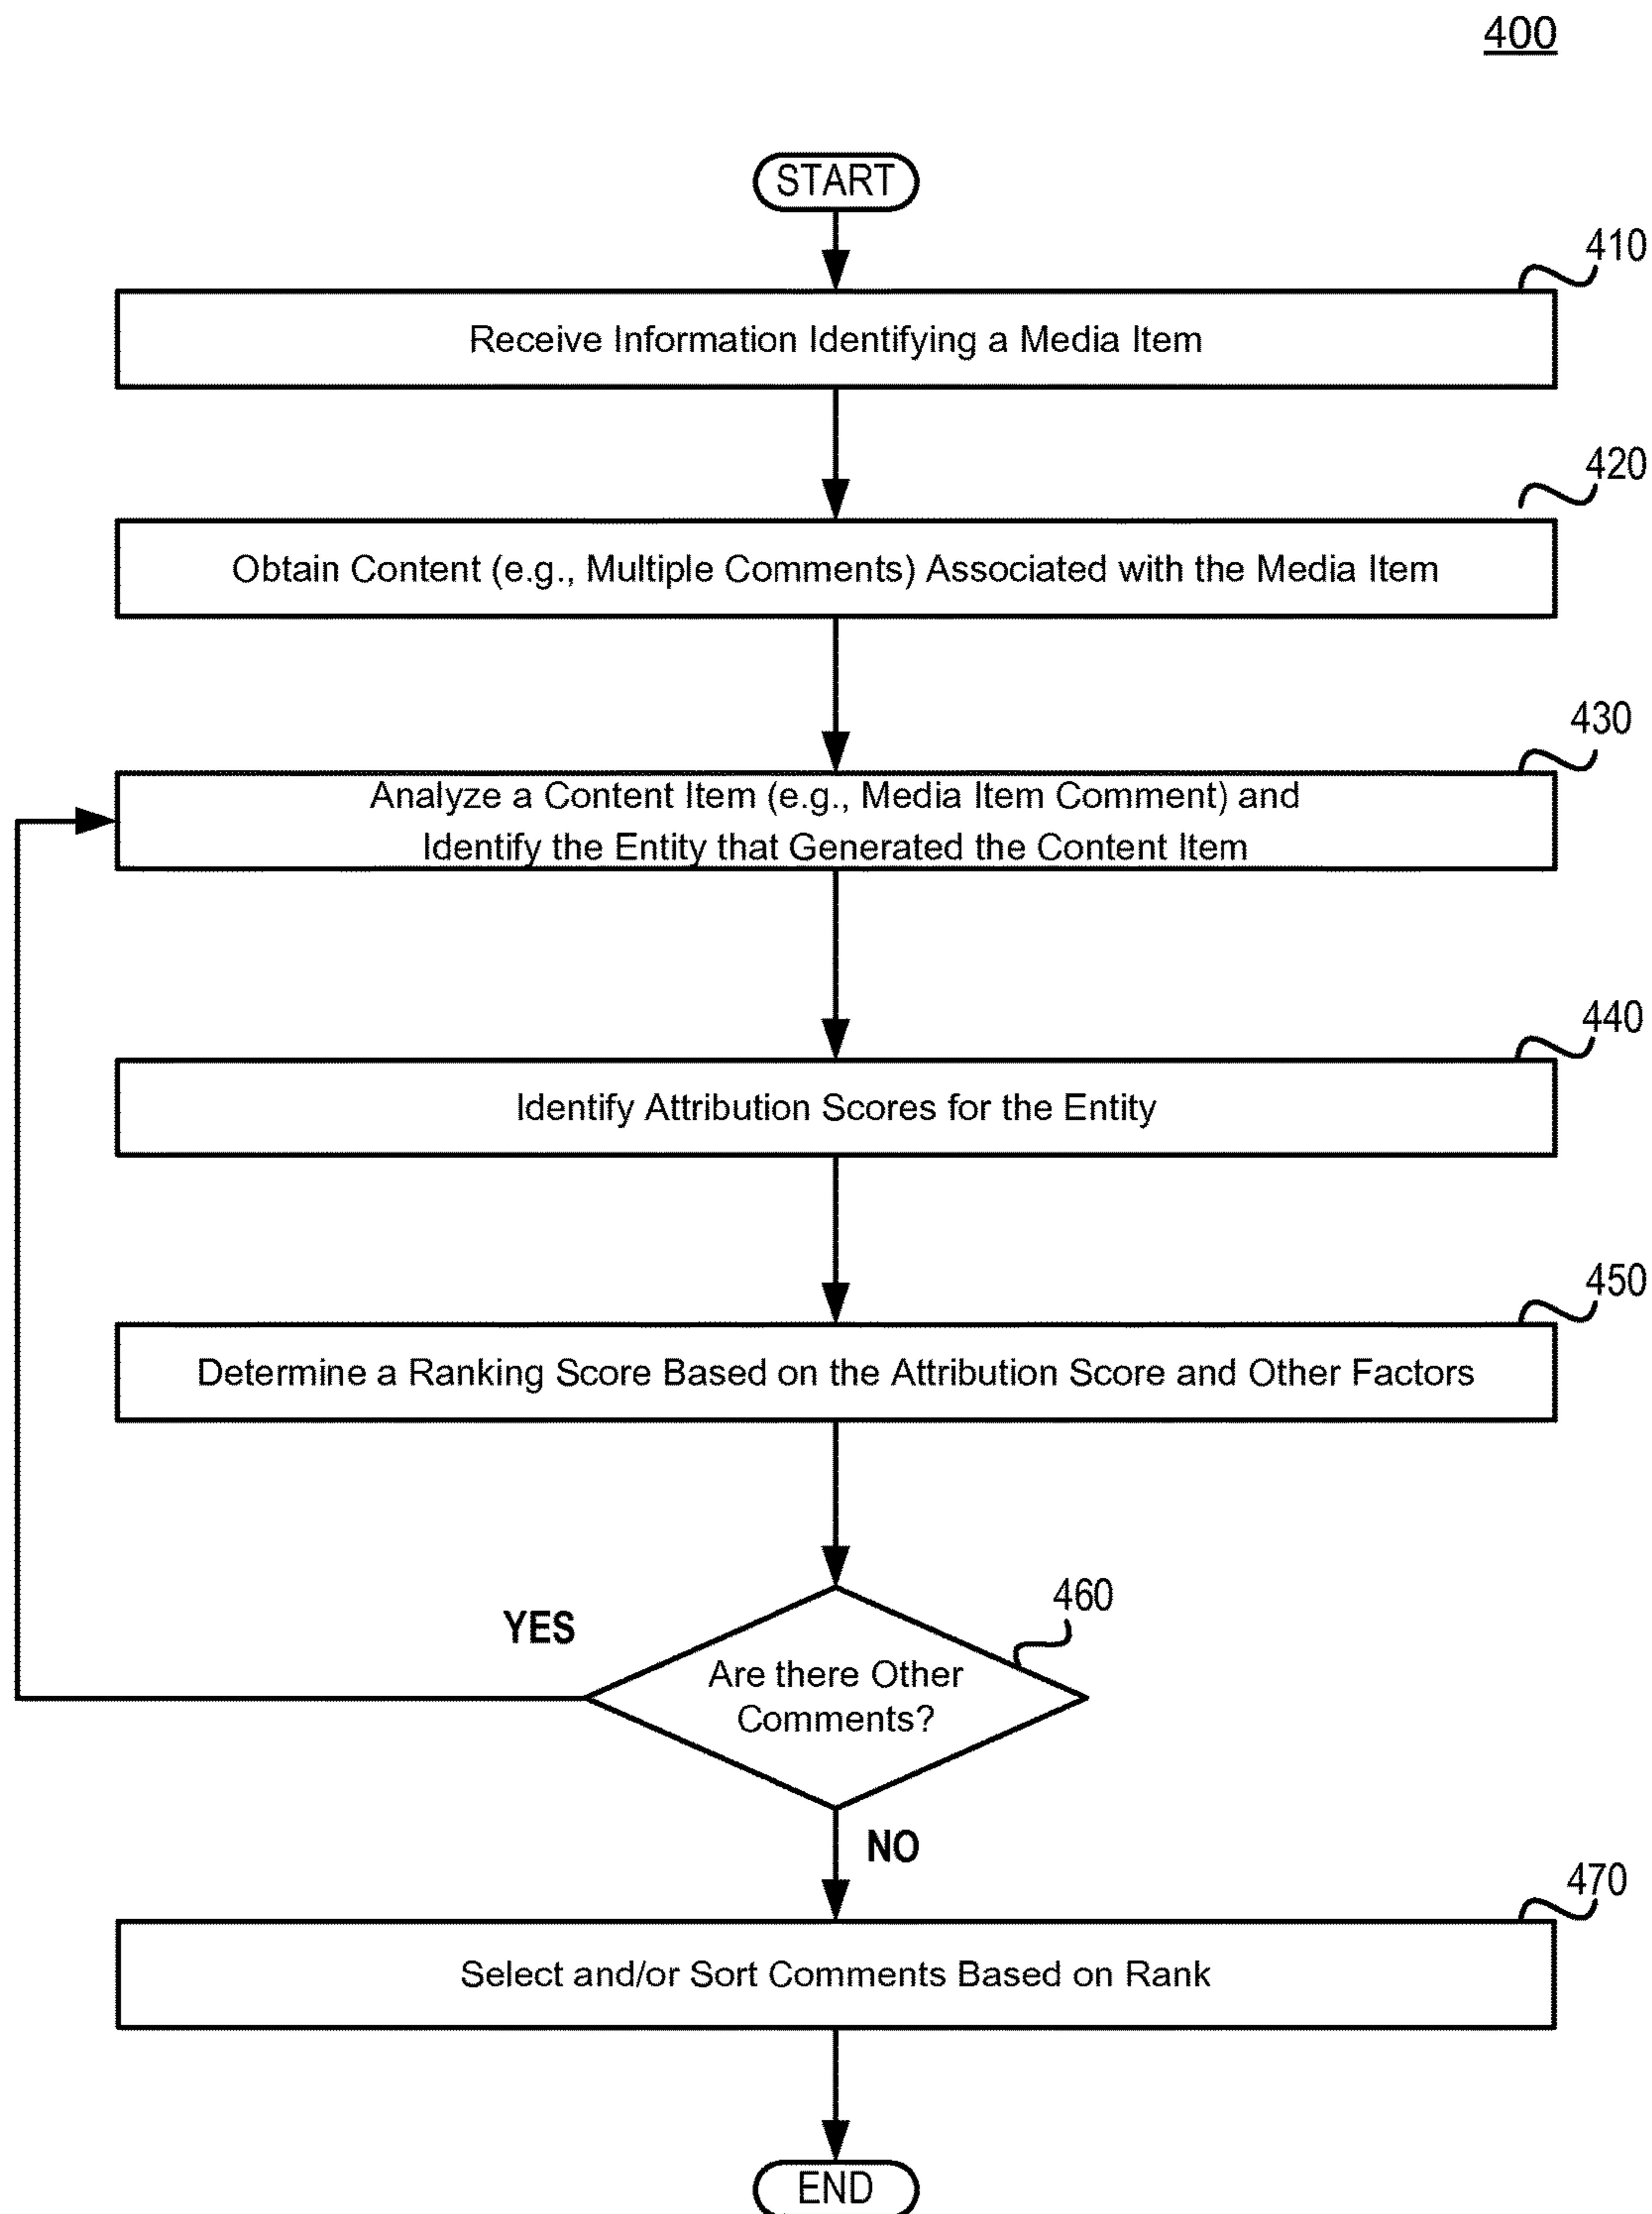 400
START
410
Receive Information Identifying a Media Item
420
Obtain Content (e.g., Multiple Comments) Associated with the Media Item
430
Analyze a Content Item (e.g., Media Item Comment) and
Identify the Entity that Generated the Content Item
440
Identify Attribution Scores for the Entity
450
Determine a Ranking Score Based on the Attribution Score and Other Factors
460
YES
Are there Other
Comments?
NO
470
Select and/or Sort Comments Based on Rank
END